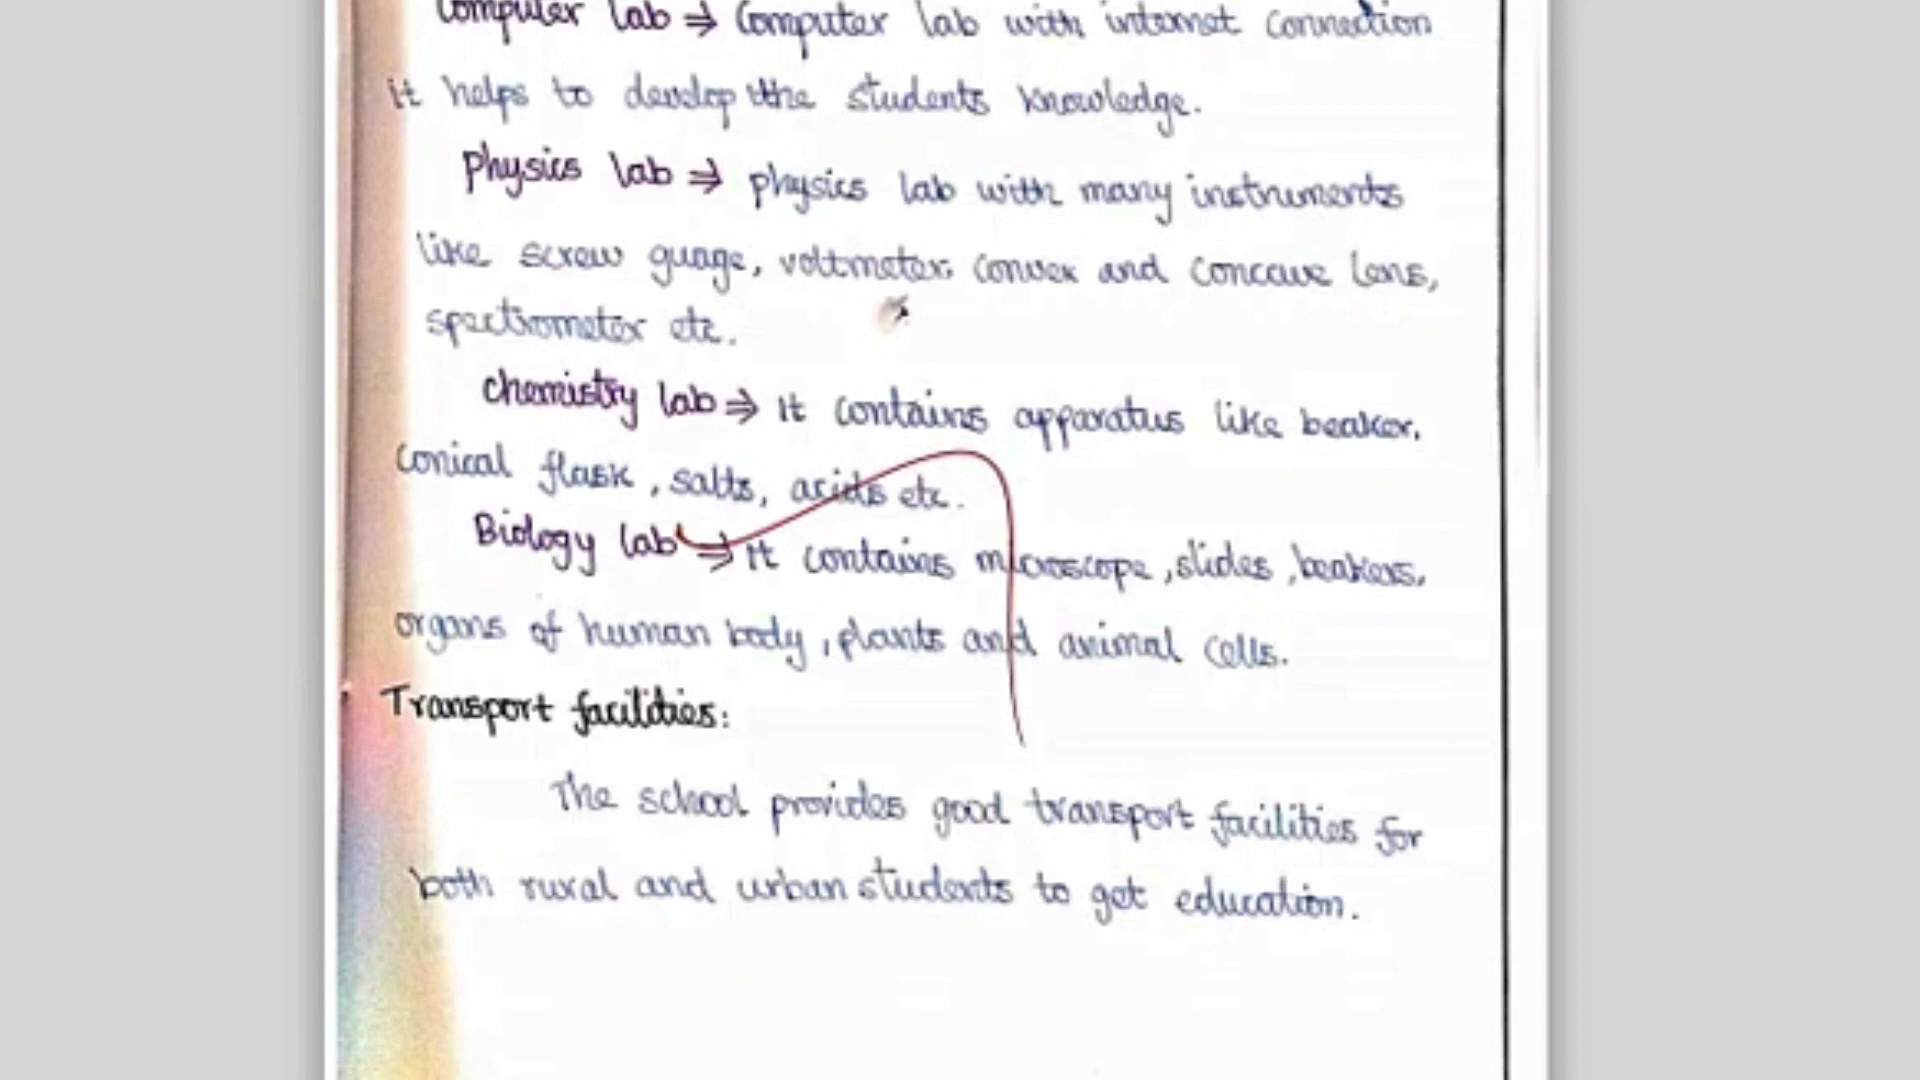 Computer lab ⇒ Computer lab with internet connection
it helps to develop the students knowledge.
Physics lab ⇒ physics lab with many instruments
like screw guage, voltmeter, convex and concave lens,
spectrometer etc.
Chemistry lab ⇒ It contains apparatus like beaker,
conical flask, salts, acids etc.
Biology lab ⇒ It contains microscope, slides, beakers,
organs of human body, plants and animal cells.
Transport facilities:
The school provides good transport facilities for
both rural and urban students to get education.